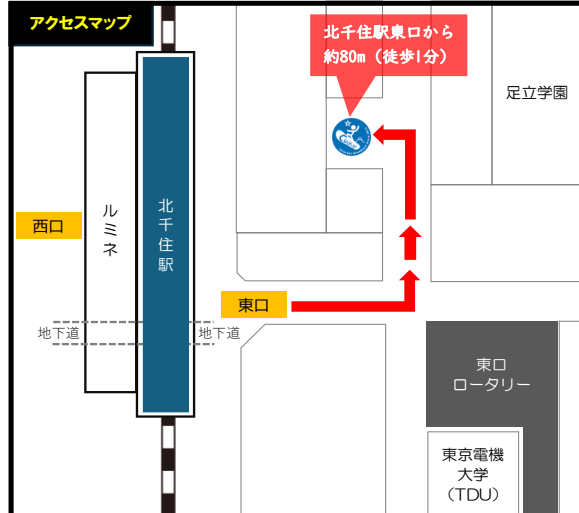 アクセスマップ
北千住駅東口から
約80m（徒歩1分）
足立学園
西口
ルミネ
北千住駅
東口
地下道
地下道
東口
ロータリー
東京電機
大学
（TDU）